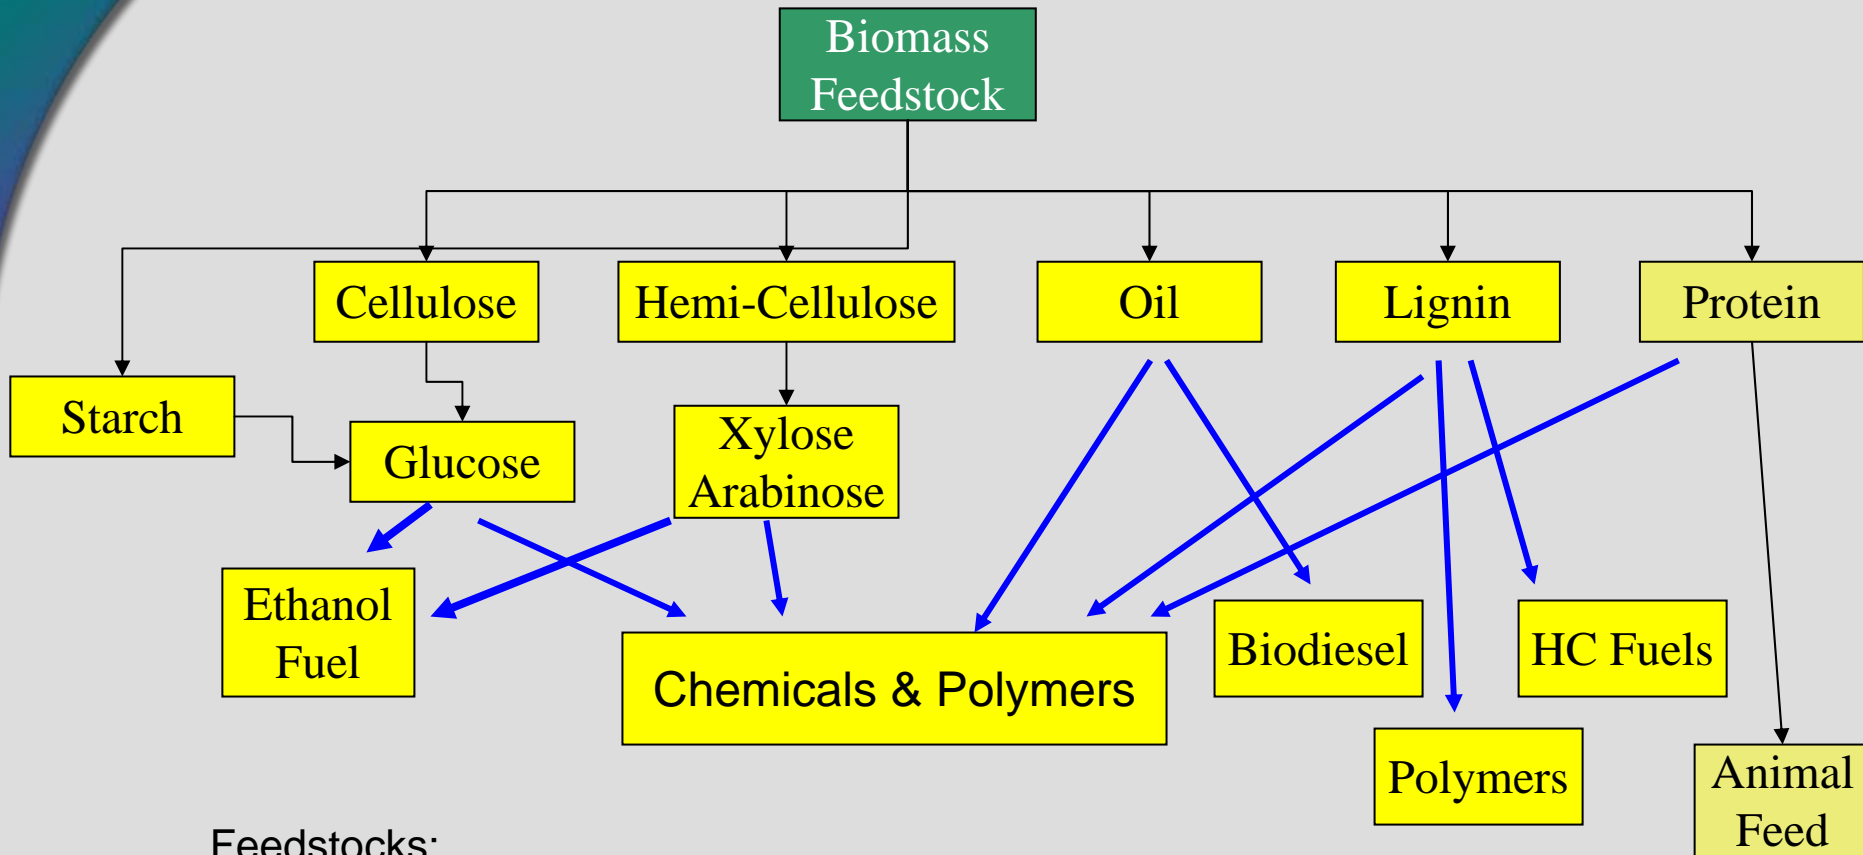 Biomass
Feedstock
Cellulose
Hemi-Cellulose
Oil
Lignin
Protein
Starch
Glucose
Xylose
Arabinose
Ethanol
Fuel
Chemicals & Polymers
Biodiesel
HC Fuels
Polymers
Animal
Feed
Feedstocks: